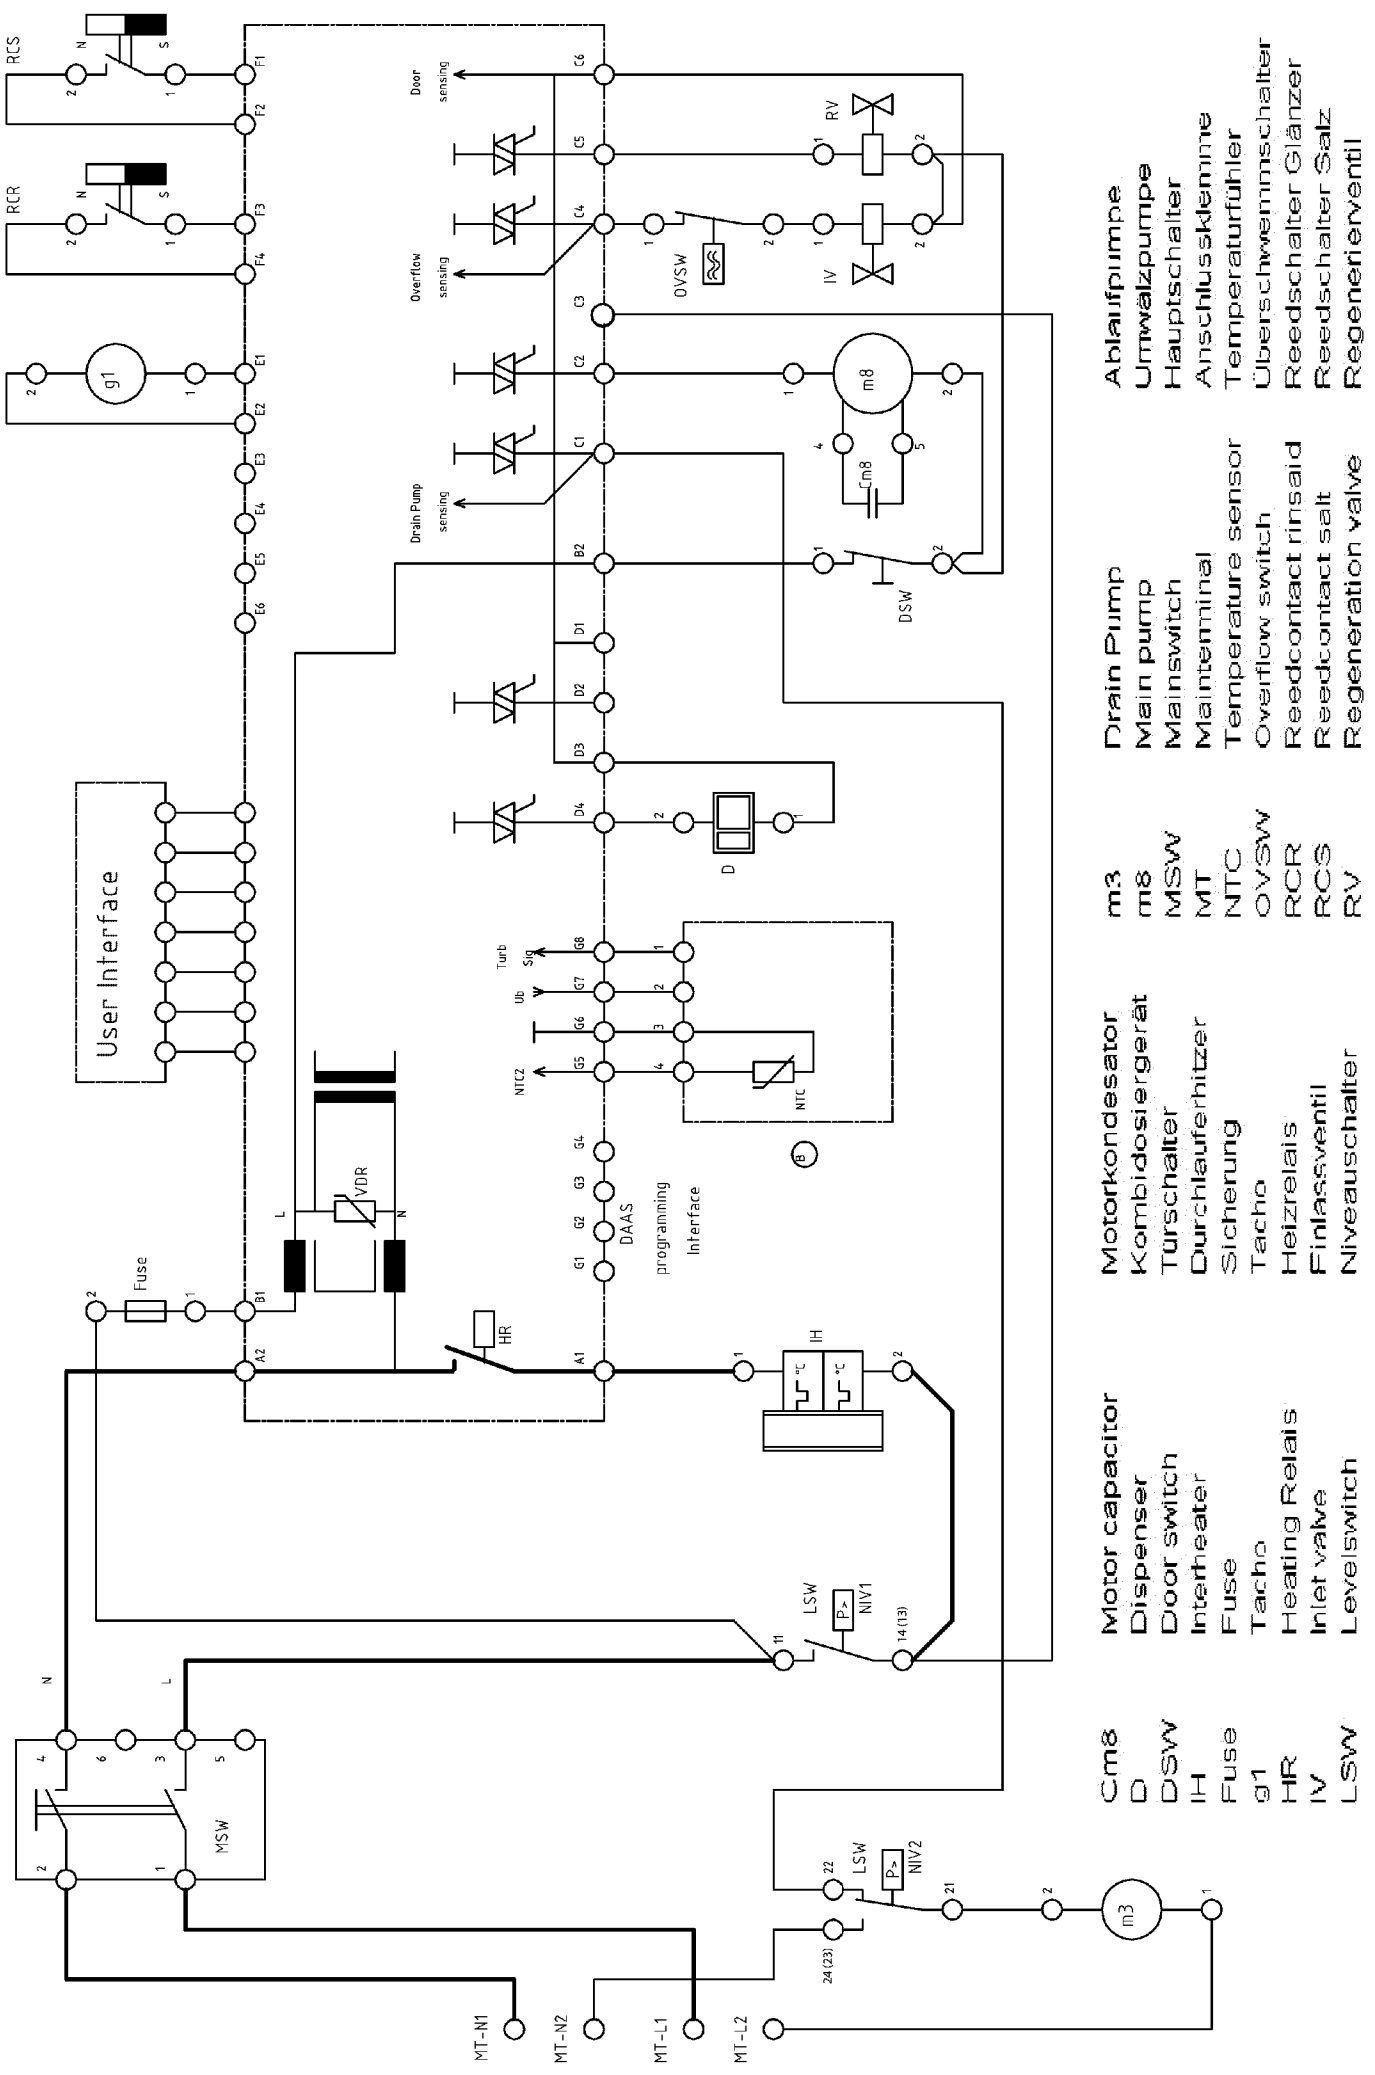 RCS
N
S
2
1
F1
F2
RCR
N
S
2
1
F3
F4
g1
2
1
E1
E2
E3
E4
E5
E6
User Interface
Door
sensing
C6
C5
C4
Overflow
sensing
C3
C2
C1
Drain Pump
sensing
B2
D1
D2
D3
D4
RV
1
2
OVSW
1
2
IV
1
2
m8
1
2
4
5
Cm8
DSW
1
2
D
2
1
Turb
Sig
G8
1
Ub
G7
2
G6
3
NTC2
G5
4
NTC
B
G4
G3
G2
G1
DAAS
programming
Interface
L
N
VDR
Fuse
2
1
B1
A2
HR
A1
IH
1
2
°C
°C
N
L
LSW
P>
NIV1
11
14 (13)
4
6
3
5
2
1
MSW
22
24 (23)
LSW
P>
NIV2
21
2
m3
1
MT-N1
MT-N2
MT-L1
MT-L2
Cm8 Motor capacitor Motorkondesator
D Dispenser Kombidosiergerät
DSW Door switch Türschalter
IH Interheater Durchlauferhitzer
Fuse Fuse Sicherung
g1 Tacho Tacho
HR Heating Relais Heizrelais
IV Inlet valve Einlassventil
LSW Levelswitch Niveauschalter
m3 Drain Pump Ablaufpumpe
m8 Main pump Umwälzpumpe
MSW Mainswitch Hauptschalter
MT Mainterminal Anschlussklemme
NTC Temperature sensor Temperaturfühler
OVSW Overflow switch Überschwemmschalter
RCR Reedcontact rinsaid Reedschalter Glänzer
RCS Reedcontact salt Reedschalter Salz
RV Regeneration valve Regenerierventil